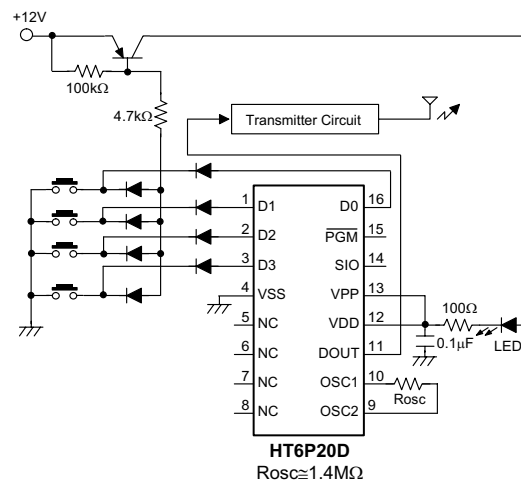 +12V
100kΩ
4.7kΩ
Transmitter Circuit
1 D1 D0 16
2 D2 PGM 15
3 D3 SIO 14
4 VSS VPP 13
5 NC VDD 12
6 NC DOUT 11
7 NC OSC1 10
8 NC OSC2 9
100Ω
0.1μF
LED
Rosc
HT6P20D
Rosc≅1.4MΩ